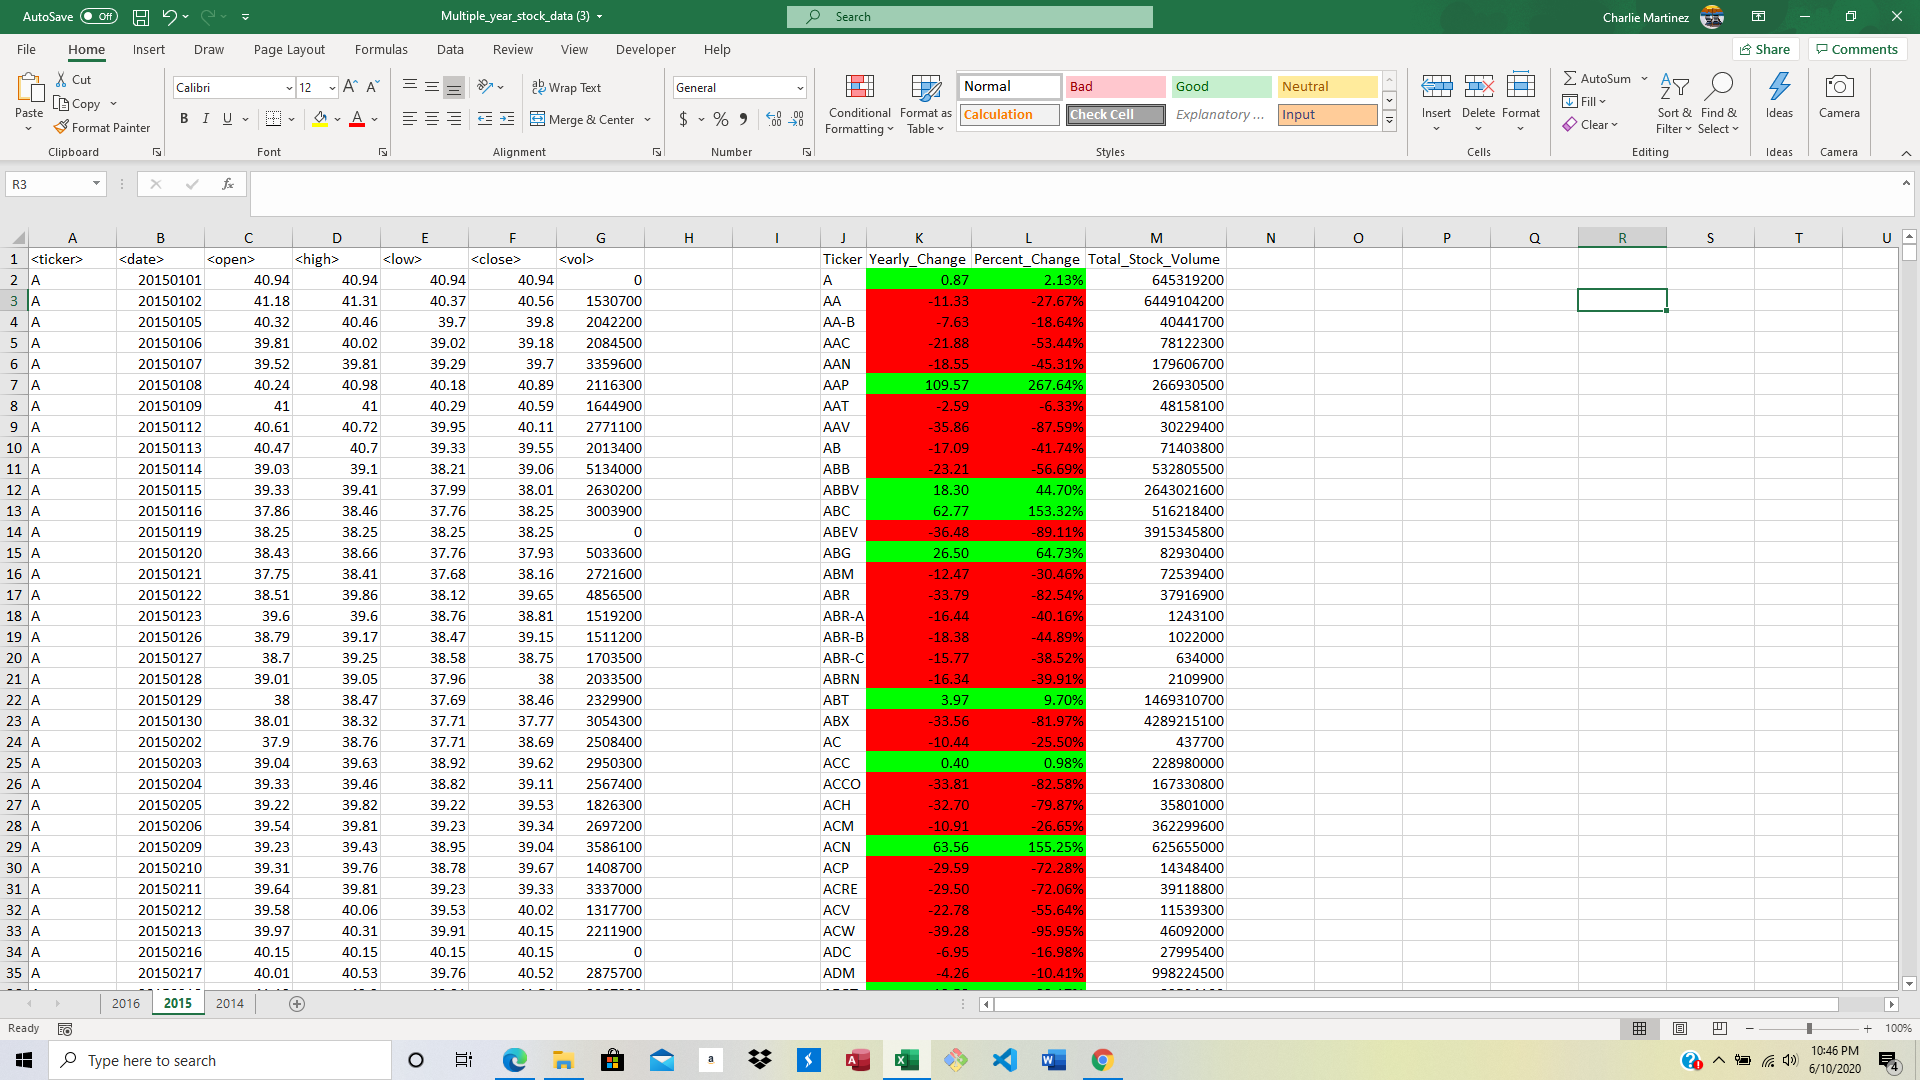 AutoSave Off Multiple_year_stock_data (3) Search Charlie Martinez
File Home Insert Draw Page Layout Formulas Data Review View Developer Help Share Comments
Paste Cut Copy Format Painter Clipboard
Calibri 12 A A B I U A Font
ab Wrap Text Merge & Center Alignment
General $ % Number
Conditional Formatting Format as Table
Normal Bad Good Neutral
Calculation Check Cell Explanatory ... Input
Styles
Insert Delete Format Cells
AutoSum Fill Clear Sort & Filter Find & Select Editing
Ideas Ideas
Camera Camera
R3 fx
A B C D E F G H I J K L M N O P Q R S T U
1 <ticker> <date> <open> <high> <low> <close> <vol> Ticker Yearly_Change Percent_Change Total_Stock_Volume
2 A 20150101 40.94 40.94 40.94 40.94 0 A 0.87 2.13% 645319200
3 A 20150102 41.18 41.31 40.37 40.56 1530700 AA -11.33 -27.67% 6449104200
4 A 20150105 40.32 40.46 39.7 39.8 2042200 AA-B -7.63 -18.64% 40441700
5 A 20150106 39.81 40.02 39.02 39.18 2084500 AAC -21.88 -53.44% 78122300
6 A 20150107 39.52 39.81 39.29 39.7 3359600 AAN -18.55 -45.31% 179606700
7 A 20150108 40.24 40.98 40.18 40.89 2116300 AAP 109.57 267.64% 266930500
8 A 20150109 41 41 40.29 40.59 1644900 AAT -2.59 -6.33% 48158100
9 A 20150112 40.61 40.72 39.95 40.11 2771100 AAV -35.86 -87.59% 30229400
10 A 20150113 40.47 40.7 39.33 39.55 2013400 AB -17.09 -41.74% 71403800
11 A 20150114 39.03 39.1 38.21 39.06 5134000 ABB -23.21 -56.69% 532805500
12 A 20150115 39.33 39.41 37.99 38.01 2630200 ABBV 18.30 44.70% 2643021600
13 A 20150116 37.86 38.46 37.76 38.25 3003900 ABC 62.77 153.32% 516218400
14 A 20150119 38.25 38.25 38.25 38.25 0 ABEV -36.48 -89.11% 3915345800
15 A 20150120 38.43 38.66 37.76 37.93 5033600 ABG 26.50 64.73% 82930400
16 A 20150121 37.75 38.41 37.68 38.16 2721600 ABM -12.47 -30.46% 72539400
17 A 20150122 38.51 39.86 38.12 39.65 4856500 ABR -33.79 -82.54% 37916900
18 A 20150123 39.6 39.6 38.76 38.81 1519200 ABR-A -16.44 -40.16% 1243100
19 A 20150126 38.79 39.17 38.47 39.15 1511200 ABR-B -18.38 -44.89% 1022000
20 A 20150127 38.7 39.25 38.58 38.75 1703500 ABR-C -15.77 -38.52% 634000
21 A 20150128 39.01 39.05 37.96 38 2033500 ABRN -16.34 -39.91% 2109900
22 A 20150129 38 38.47 37.69 38.46 2329900 ABT 3.97 9.70% 1469310700
23 A 20150130 38.01 38.32 37.71 37.77 3054300 ABX -33.56 -81.97% 4289215100
24 A 20150202 37.9 38.76 37.71 38.69 2508400 AC -10.44 -25.50% 437700
25 A 20150203 39.04 39.63 38.92 39.62 2950300 ACC 0.40 0.98% 228980000
26 A 20150204 39.33 39.46 38.82 39.11 2567400 ACCO -33.81 -82.58% 167330800
27 A 20150205 39.22 39.82 39.22 39.53 1826300 ACH -32.70 -79.87% 35801000
28 A 20150206 39.54 39.81 39.23 39.34 2697200 ACM -10.91 -26.65% 362299600
29 A 20150209 39.23 39.43 38.95 39.04 3586100 ACN 63.56 155.25% 625655000
30 A 20150210 39.31 39.76 38.78 39.67 1408700 ACP -29.59 -72.28% 14348400
31 A 20150211 39.64 39.81 39.23 39.33 3337000 ACRE -29.50 -72.06% 39118800
32 A 20150212 39.58 40.06 39.53 40.02 1317700 ACV -22.78 -55.64% 11539300
33 A 20150213 39.97 40.31 39.91 40.15 2211900 ACW -39.28 -95.95% 46092000
34 A 20150216 40.15 40.15 40.15 40.15 0 ADC -6.95 -16.98% 27995400
35 A 20150217 40.01 40.53 39.76 40.52 2875700 ADM -4.26 -10.41% 998224500
2016 2015 2014
Ready 100%
Type here to search 10:46 PM
6/10/2020 4